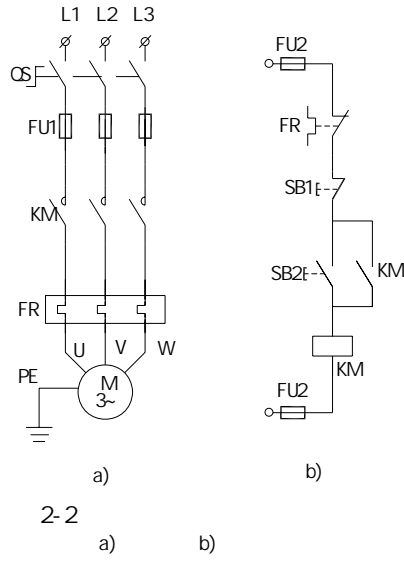 L1 L2 L3
QS
FU1
KM
FR
U V W
PE
M
3~
a)
FU2
FR
SB1
SB2 KM
KM
FU2
b)
2-2
a) b)